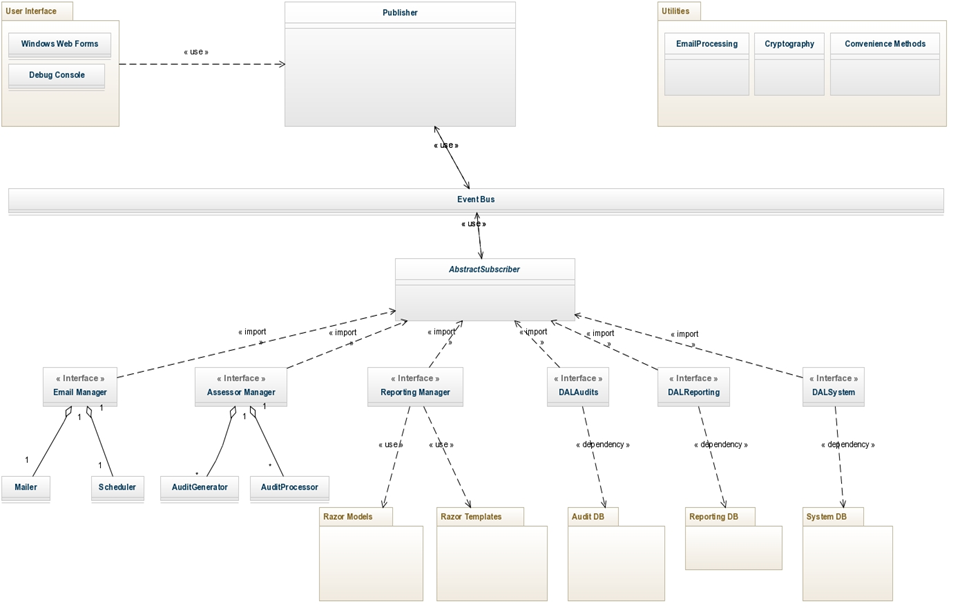 User Interface
Publisher
Utilities
Windows Web Forms
Debug Console
« use »
EmailProcessing
Cryptography
Convenience Methods
« use »
Event Bus
« use »
AbstractSubscriber
« import
»
« import
»
« import
»
« import
»
« import
»
« import
»
« Interface »
Email Manager
« Interface »
Assessor Manager
« Interface »
Reporting Manager
« Interface »
DALAudits
« Interface »
DALReporting
« Interface »
DALSystem
1
1
1
1
1
1
*
*
« use »
« use »
« dependency »
« dependency »
« dependency »
Mailer
Scheduler
AuditGenerator
AuditProcessor
Razor Models
Razor Templates
Audit DB
Reporting DB
System DB